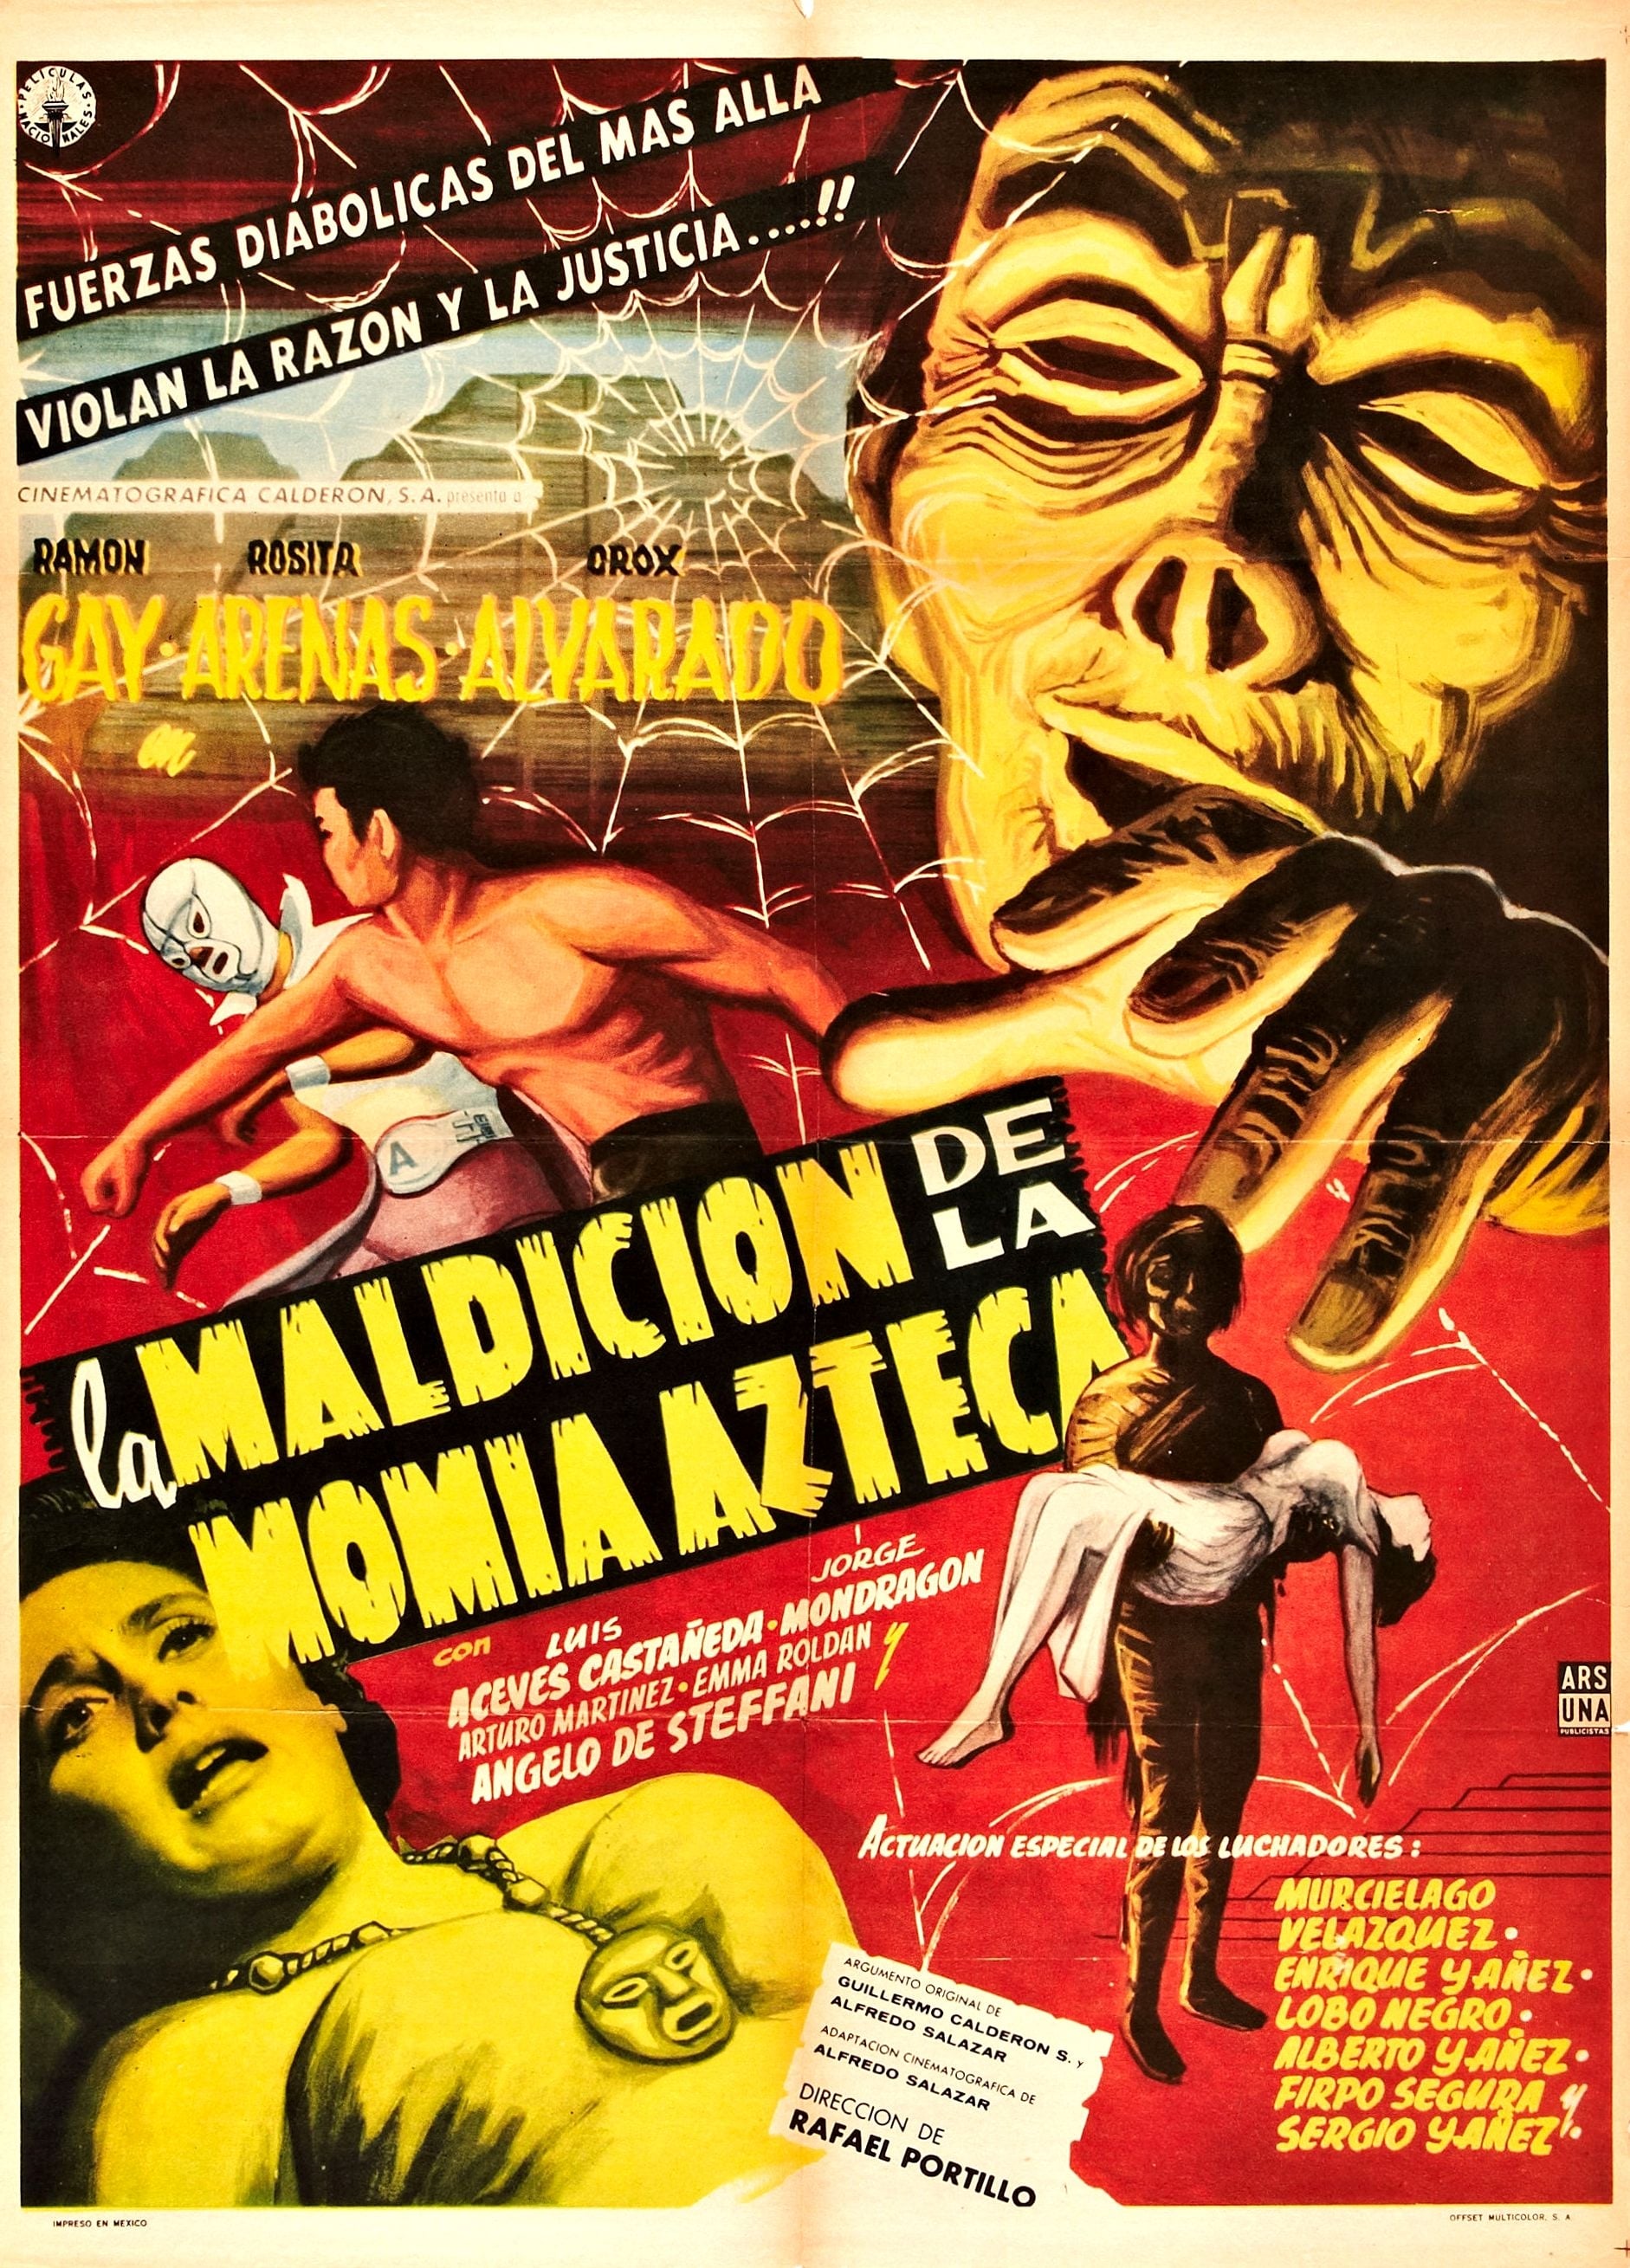 PELICULAS NACIONALES
FUERZAS DIABOLICAS DEL MAS ALLA
VIOLAN LA RAZON Y LA JUSTICIA....!!
CINEMATOGRAFICA CALDERON, S.A. presenta a
RAMON ROSITA CROX
GAY·ARENAS·ALVARADO
en
A
la MALDICION DE LA
MOMIA AZTECA
con LUIS JORGE
ACEVES CASTAÑEDA·MONDRAGON
ARTURO MARTINEZ·EMMA ROLDAN y
ANGELO DE STEFFANI
ARS
UNA
PUBLICISTAS
ACTUACION ESPECIAL DE LOS LUCHADORES:
MURCIELAGO
VELAZQUEZ·
ENRIQUE YAÑEZ·
LOBO NEGRO·
ALBERTO YAÑEZ·
FIRPO SEGURA y
SERGIO YAÑEZ.
ARGUMENTO ORIGINAL DE
GUILLERMO CALDERON S. y
ALFREDO SALAZAR
ADAPTACION CINEMATOGRAFICA DE
ALFREDO SALAZAR
DIRECCION DE
RAFAEL PORTILLO
IMPRESO EN MEXICO
OFFSET MULTICOLOR, S. A.